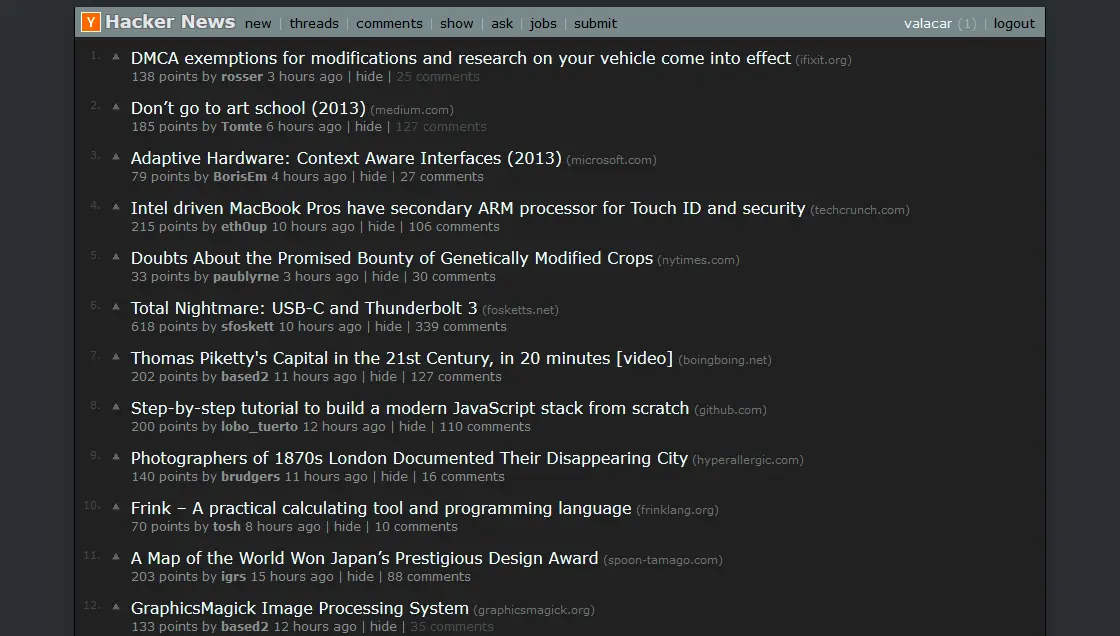 Y Hacker News new | threads | comments | show | ask | jobs | submit valacar (1) | logout
1. ▲ DMCA exemptions for modifications and research on your vehicle come into effect (ifixit.org)
138 points by rosser 3 hours ago | hide | 25 comments
2. ▲ Don’t go to art school (2013) (medium.com)
185 points by Tomte 6 hours ago | hide | 127 comments
3. ▲ Adaptive Hardware: Context Aware Interfaces (2013) (microsoft.com)
79 points by BorisEm 4 hours ago | hide | 27 comments
4. ▲ Intel driven MacBook Pros have secondary ARM processor for Touch ID and security (techcrunch.com)
215 points by eth0up 10 hours ago | hide | 106 comments
5. ▲ Doubts About the Promised Bounty of Genetically Modified Crops (nytimes.com)
33 points by paublyrne 3 hours ago | hide | 30 comments
6. ▲ Total Nightmare: USB-C and Thunderbolt 3 (fosketts.net)
618 points by sfoskett 10 hours ago | hide | 339 comments
7. ▲ Thomas Piketty's Capital in the 21st Century, in 20 minutes [video] (boingboing.net)
202 points by based2 11 hours ago | hide | 127 comments
8. ▲ Step-by-step tutorial to build a modern JavaScript stack from scratch (github.com)
200 points by lobo_tuerto 12 hours ago | hide | 110 comments
9. ▲ Photographers of 1870s London Documented Their Disappearing City (hyperallergic.com)
140 points by brudgers 11 hours ago | hide | 16 comments
10. ▲ Frink – A practical calculating tool and programming language (frinklang.org)
70 points by tosh 8 hours ago | hide | 10 comments
11. ▲ A Map of the World Won Japan’s Prestigious Design Award (spoon-tamago.com)
203 points by igrs 15 hours ago | hide | 88 comments
12. ▲ GraphicsMagick Image Processing System (graphicsmagick.org)
133 points by based2 12 hours ago | hide | 35 comments